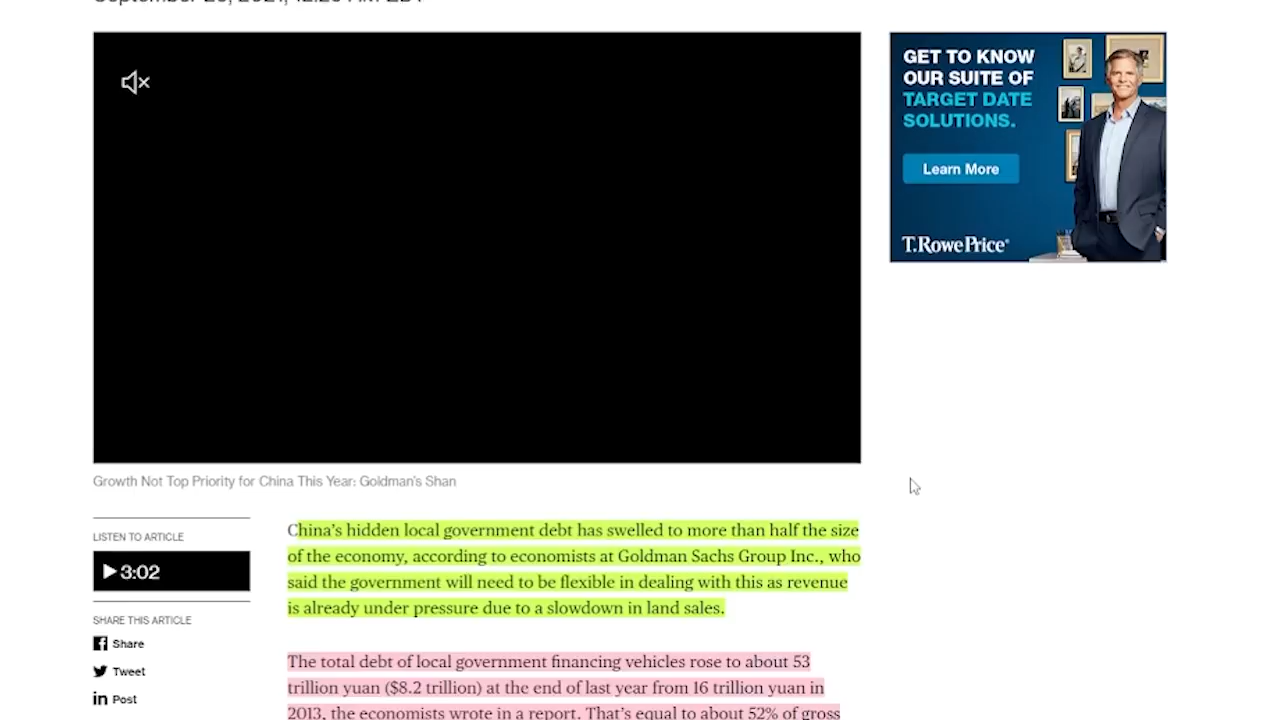 GET TO KNOW
OUR SUITE OF
TARGET DATE
SOLUTIONS.
Learn More
T.RowePrice®
Growth Not Top Priority for China This Year: Goldman's Shan
LISTEN TO ARTICLE
3:02
SHARE THIS ARTICLE
Share
Tweet
in Post
China's hidden local government debt has swelled to more than half the size
of the economy, according to economists at Goldman Sachs Group Inc., who
said the government will need to be flexible in dealing with this as revenue
is already under pressure due to a slowdown in land sales.
The total debt of local government financing vehicles rose to about 53
trillion yuan ($8.2 trillion) at the end of last year from 16 trillion yuan in
2013, the economists wrote in a report. That's equal to about 52% of gross